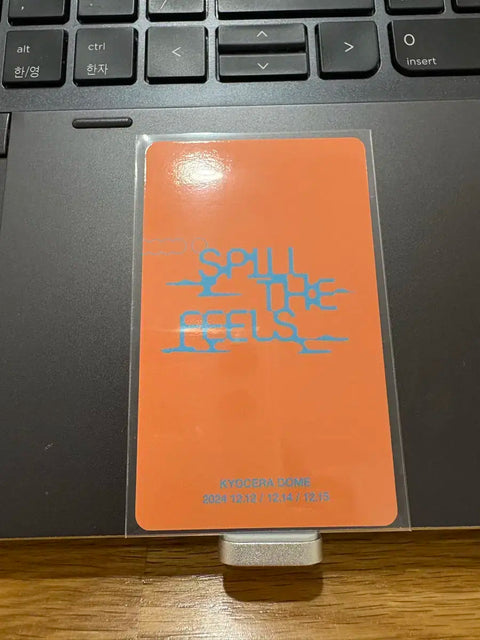 alt
한/영
ctrl
한자
0
insert
SPILL
THE
FEELS
KYOCERA DOME
2024 12.12 / 12.14 / 12.15